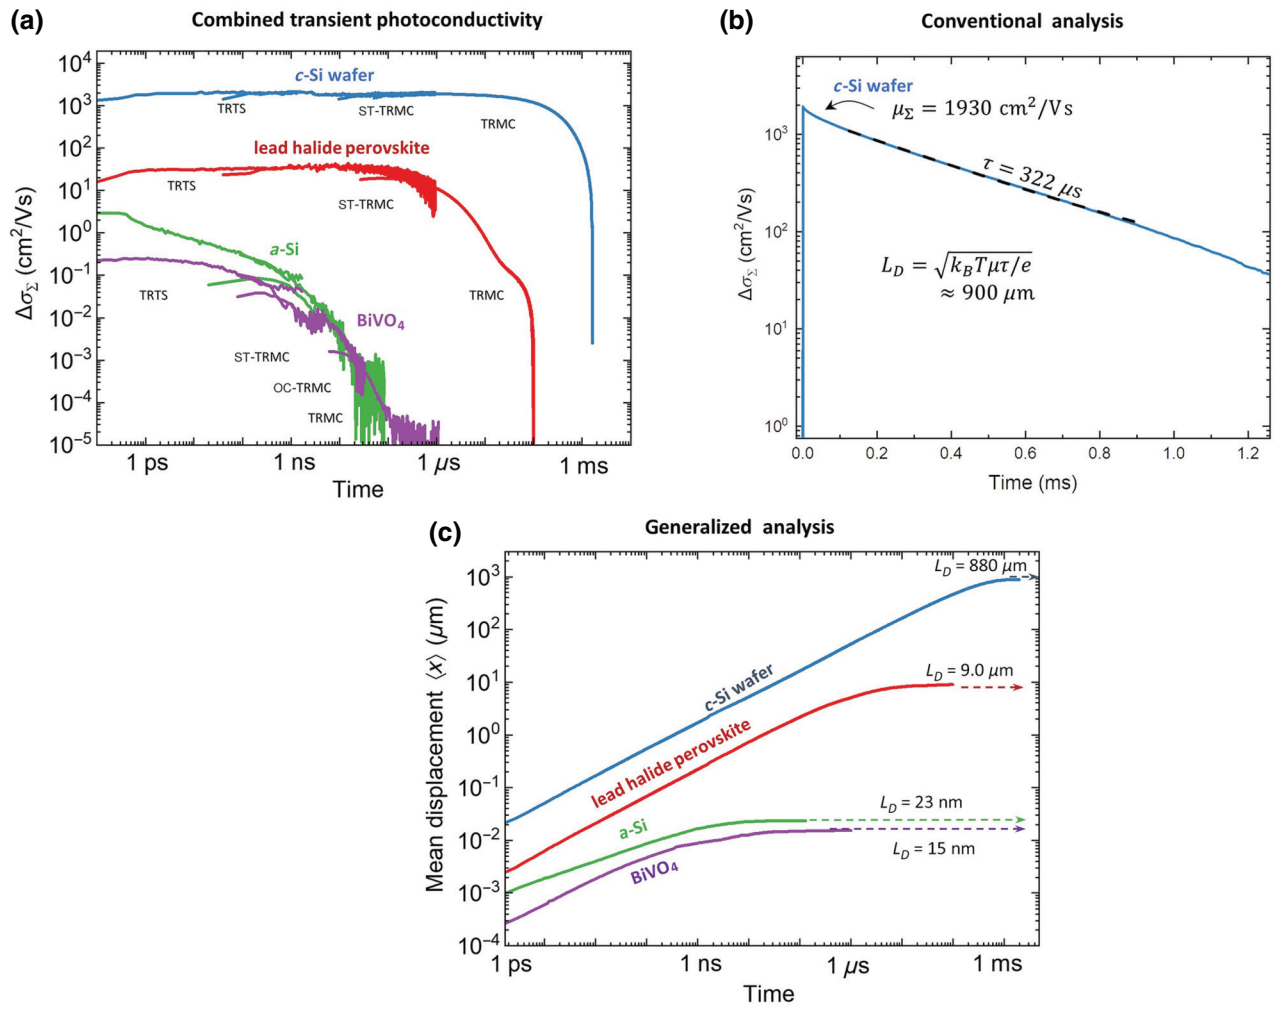 (a)
Combined transient photoconductivity
10⁴
10³
10²
10¹
10⁰
10⁻¹
10⁻²
10⁻³
10⁻⁴
10⁻⁵
Δσ_Σ (cm²/Vs)
c-Si wafer
TRTS
ST-TRMC
TRMC
lead halide perovskite
TRTS
ST-TRMC
a-Si
TRTS
TRMC
BiVO₄
ST-TRMC
OC-TRMC
TRMC
1 ps
1 ns
1 µs
1 ms
Time
(b)
Conventional analysis
c-Si wafer
μ_Σ = 1930 cm²/Vs
10³
τ = 322 μs
10²
L_D = √k_BTμτ/e
≈ 900 μm
10¹
10⁰
Δσ_Σ (cm²/Vs)
0.0
0.2
0.4
0.6
0.8
1.0
1.2
Time (ms)
(c)
Generalized analysis
10³
10²
10¹
10⁰
10⁻¹
10⁻²
10⁻³
10⁻⁴
Mean displacement ⟨x⟩ (µm)
L_D = 880 µm
c-Si wafer
L_D = 9.0 µm
lead halide perovskite
L_D = 23 nm
a-Si
L_D = 15 nm
BiVO₄
1 ps
1 ns
1 µs
1 ms
Time